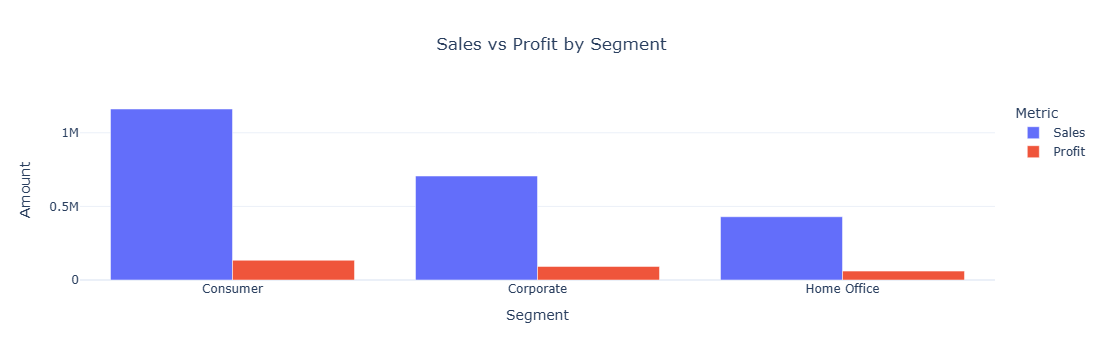 Sales vs Profit by Segment
Metric
Sales
Profit
Amount
1M
0.5M
0
Consumer
Corporate
Home Office
Segment